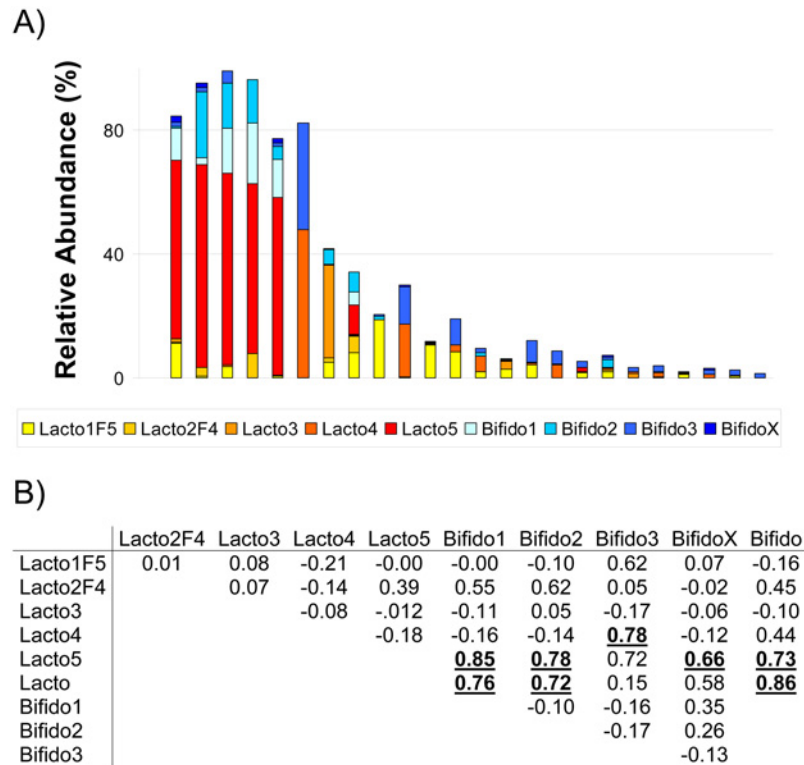 A)
Relative Abundance (%)
80
40
0
Lacto1F5 Lacto2F4 Lacto3 Lacto4 Lacto5 Bifido1 Bifido2 Bifido3 BifidoX
B)
Lacto2F4 Lacto3 Lacto4 Lacto5 Bifido1 Bifido2 Bifido3 BifidoX Bifido
Lacto1F5 0.01 0.08 -0.21 -0.00 -0.00 -0.10 0.62 0.07 -0.16
Lacto2F4 0.07 -0.14 0.39 0.55 0.62 0.05 -0.02 0.45
Lacto3 -0.08 -.012 -0.11 0.05 -0.17 -0.06 -0.10
Lacto4 -0.18 -0.16 -0.14 0.78 -0.12 0.44
Lacto5 0.85 0.78 0.72 0.66 0.73
Lacto 0.76 0.72 0.15 0.58 0.86
Bifido1 -0.10 -0.16 0.35
Bifido2 -0.17 0.26
Bifido3 -0.13